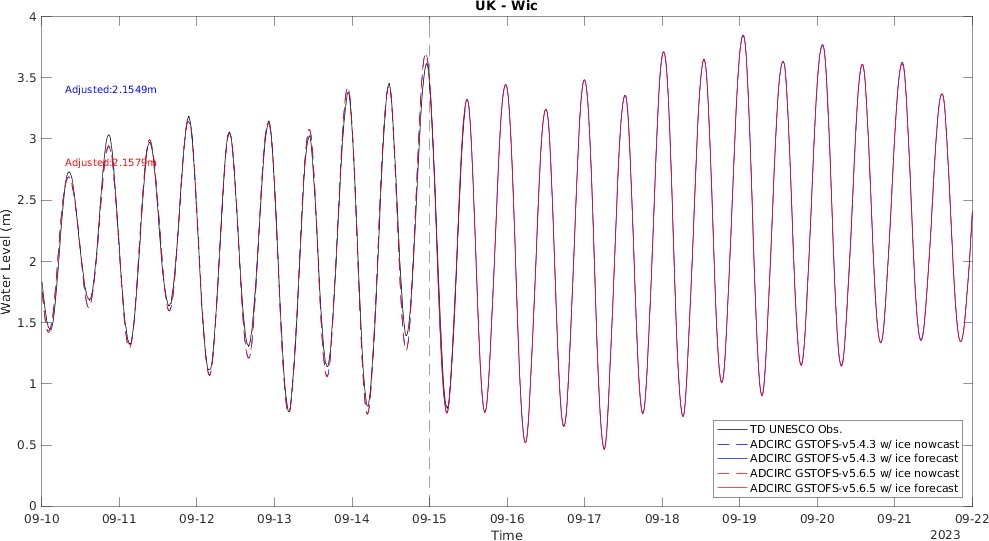 UK - Wic
4
3.5
3
2.5
2
1.5
1
0.5
0
Water Level (m)
Adjusted:2.1549m
Adjusted:2.1579m
TD UNESCO Obs.
ADCIRC GSTOFS-v5.4.3 w/ ice nowcast
ADCIRC GSTOFS-v5.4.3 w/ ice forecast
ADCIRC GSTOFS-v5.6.5 w/ ice nowcast
ADCIRC GSTOFS-v5.6.5 w/ ice forecast
09-10 09-11 09-12 09-13 09-14 09-15 09-16 09-17 09-18 09-19 09-20 09-21 09-22
Time
2023